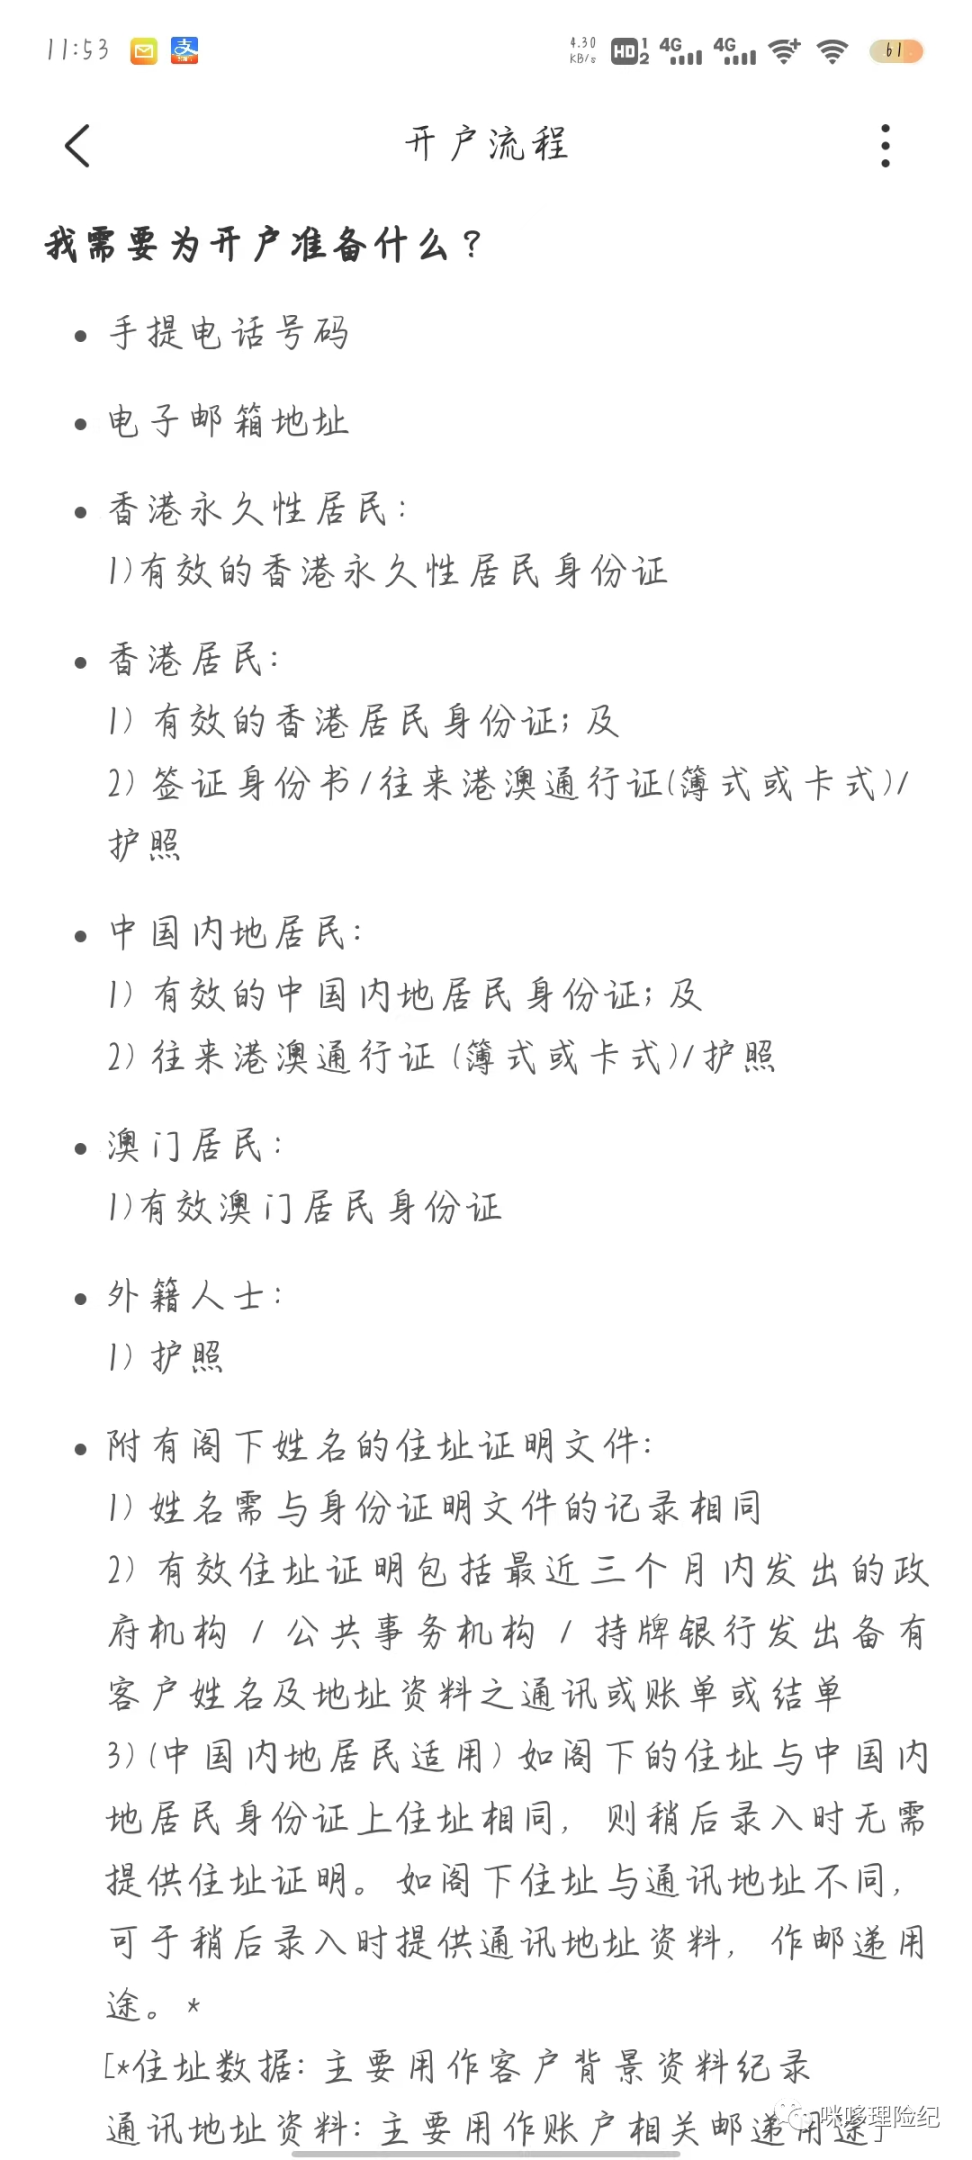 11:53
4.30 KB/s HD 1 2 4G 4G 61
开户流程
我需要为开户准备什么？
手提电话号码
电子邮箱地址
香港永久性居民：
1)有效的香港永久性居民身份证
香港居民：
1) 有效的香港居民身份证；及
2) 签证身份书/往来港澳通行证(簿式或卡式)/
护照
中国内地居民：
1) 有效的中国内地居民身份证；及
2) 往来港澳通行证 (簿式或卡式)/护照
澳门居民：
1)有效澳门居民身份证
外籍人士：
1) 护照
附有阁下姓名的住址证明文件：
1) 姓名需与身份证明文件的记录相同
2) 有效住址证明包括最近三个月内发出的政
府机构 / 公共事务机构 / 持牌银行发出备有
客户姓名及地址资料之通讯或账单或结单
3) (中国内地居民适用) 如阁下的住址与中国内
地居民身份证上住址相同，则稍后录入时无需
提供住址证明。如阁下住址与通讯地址不同，
可于稍后录入时提供通讯地址资料，作邮递用
途。*
[*住址数据：主要用作客户背景资料纪录
通讯地址资料：主要用作账户相关邮递用途]
咪哆理险纪